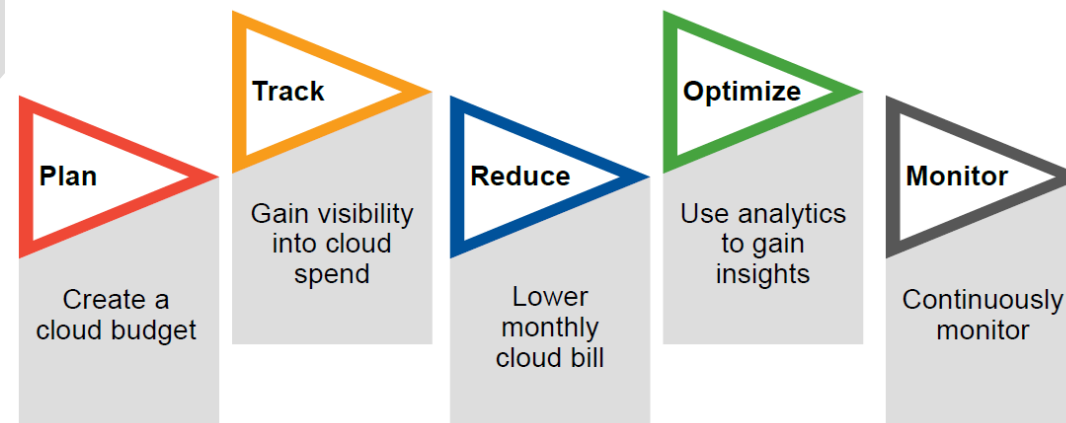 Plan
Create a
cloud budget
Track
Gain visibility
into cloud
spend
Reduce
Lower
monthly
cloud bill
Optimize
Use analytics
to gain
insights
Monitor
Continuously
monitor